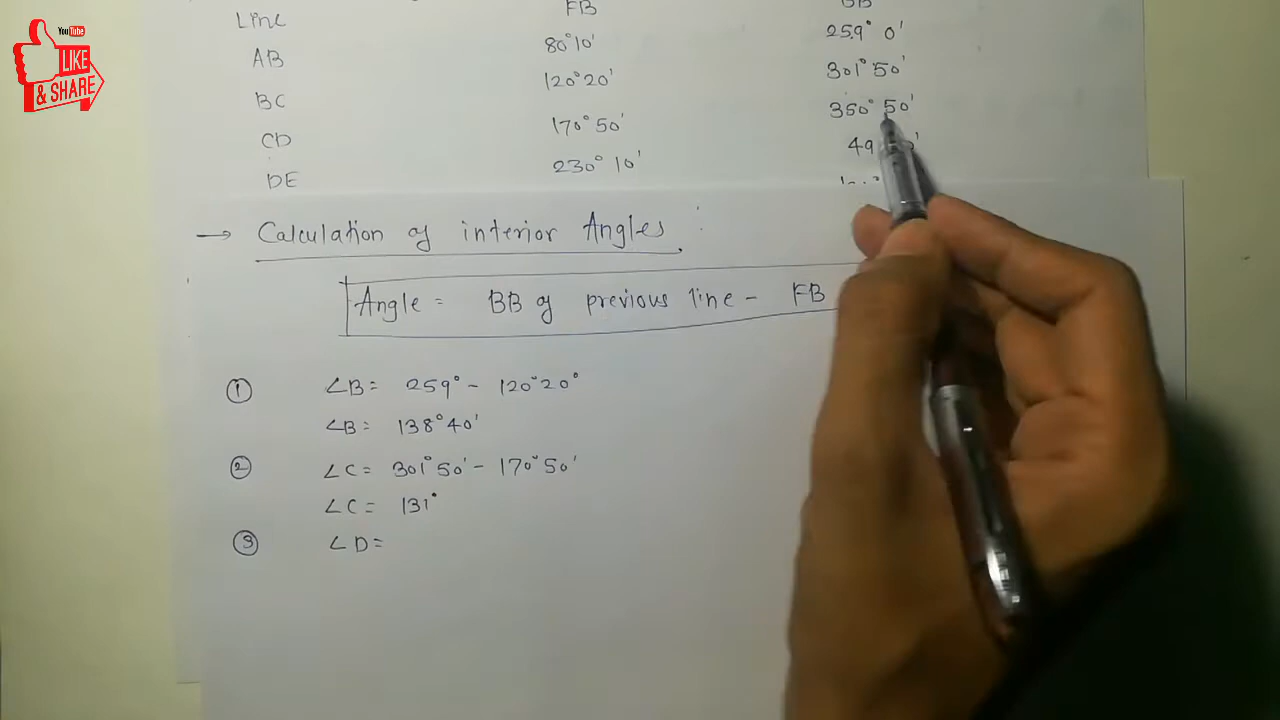 YouTube
LIKE
& SHARE
Line FB BB
AB 80°10' 259° 0'
BC 120°20' 301° 50'
CD 170°50' 350° 50'
DE 230° 10' 49
→ Calculation of interior Angles :
Angle = BB of previous line - FB
① ∠B = 259° - 120°20°
∠B = 138°40'
② ∠C = 301°50' - 170°50'
∠C = 131°
③ ∠D =